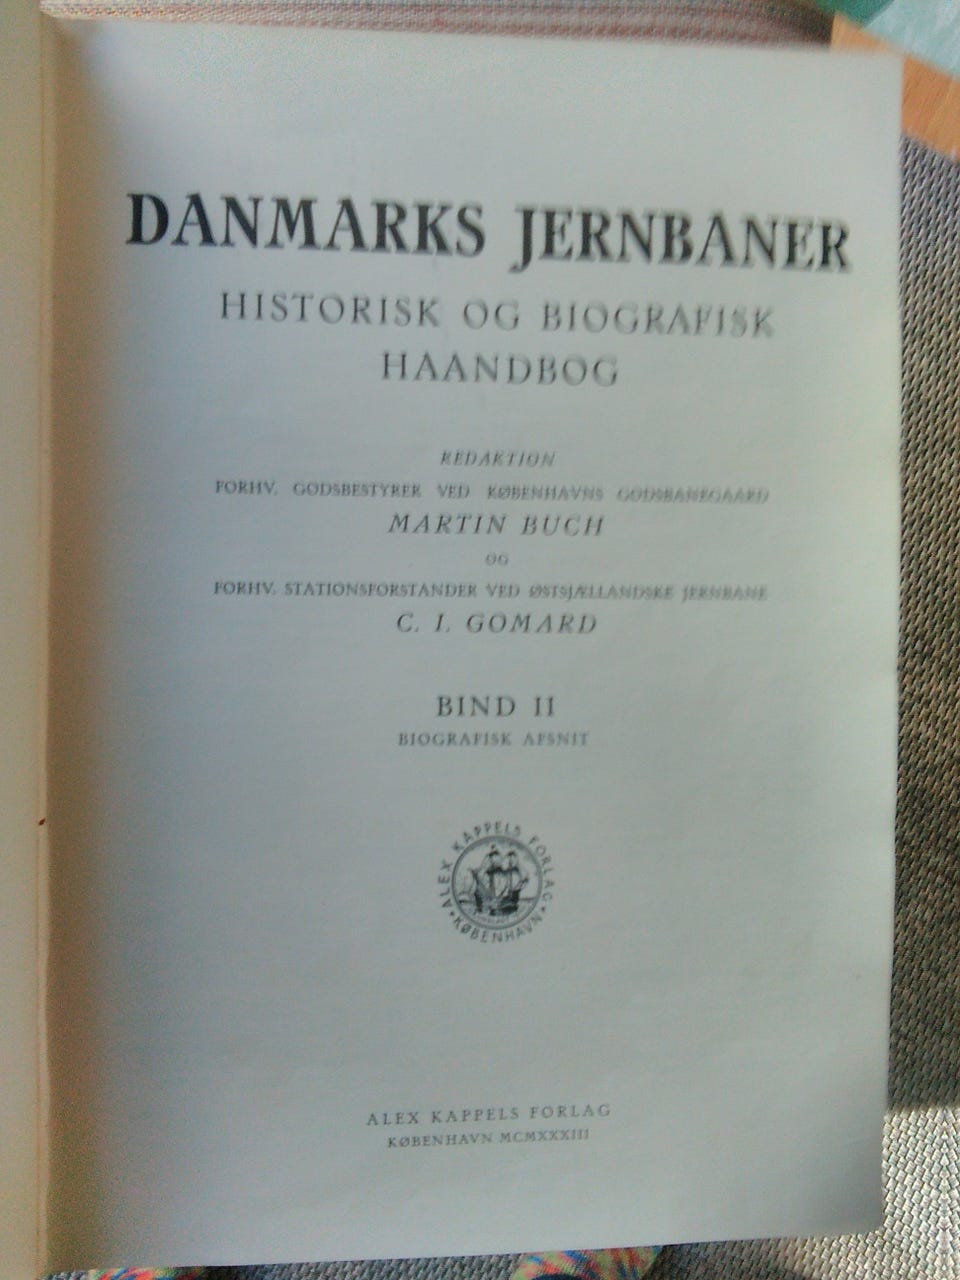 DANMARKS JERNBANER
HISTORISK OG BIOGRAFISK
HAANDBOG
REDAKTION
FORHV. GODSBESTYRER VED KØBENHAVNS GODSBANEGAARD
MARTIN BUCH
OG
FORHV. STATIONSFORSTANDER VED ØSTSJÆLLANDSKE JERNBANE
C. I. GOMARD
BIND II
BIOGRAFISK AFSNIT
ALEX KAPPELS FORLAG
• KØBENHAVN •
ALEX KAPPELS FORLAG
KØBENHAVN MCMXXXIII